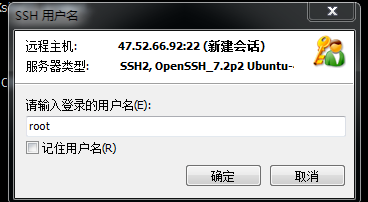 SSH 用户名
远程主机: 47.52.66.92:22 (新建会话)
服务器类型: SSH2, OpenSSH_7.2p2 Ubuntu-
请输入登录的用户名(E):
root
记住用户名(R)
确定 取消